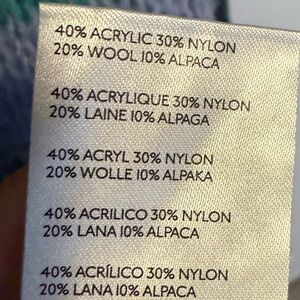 40% ACRYLIC 30% NYLON
20% WOOL 10% ALPACA
40% ACRYLIQUE 30% NYLON
20% LAINE 10% ALPAGA
40% ACRYL 30% NYLON
20% WOLLE 10% ALPAKA
40% ACRILICO 30% NYLON
20% LANA 10% ALPACA
40% ACRÍLICO 30% NYLON
20% LANA 10% ALPACA